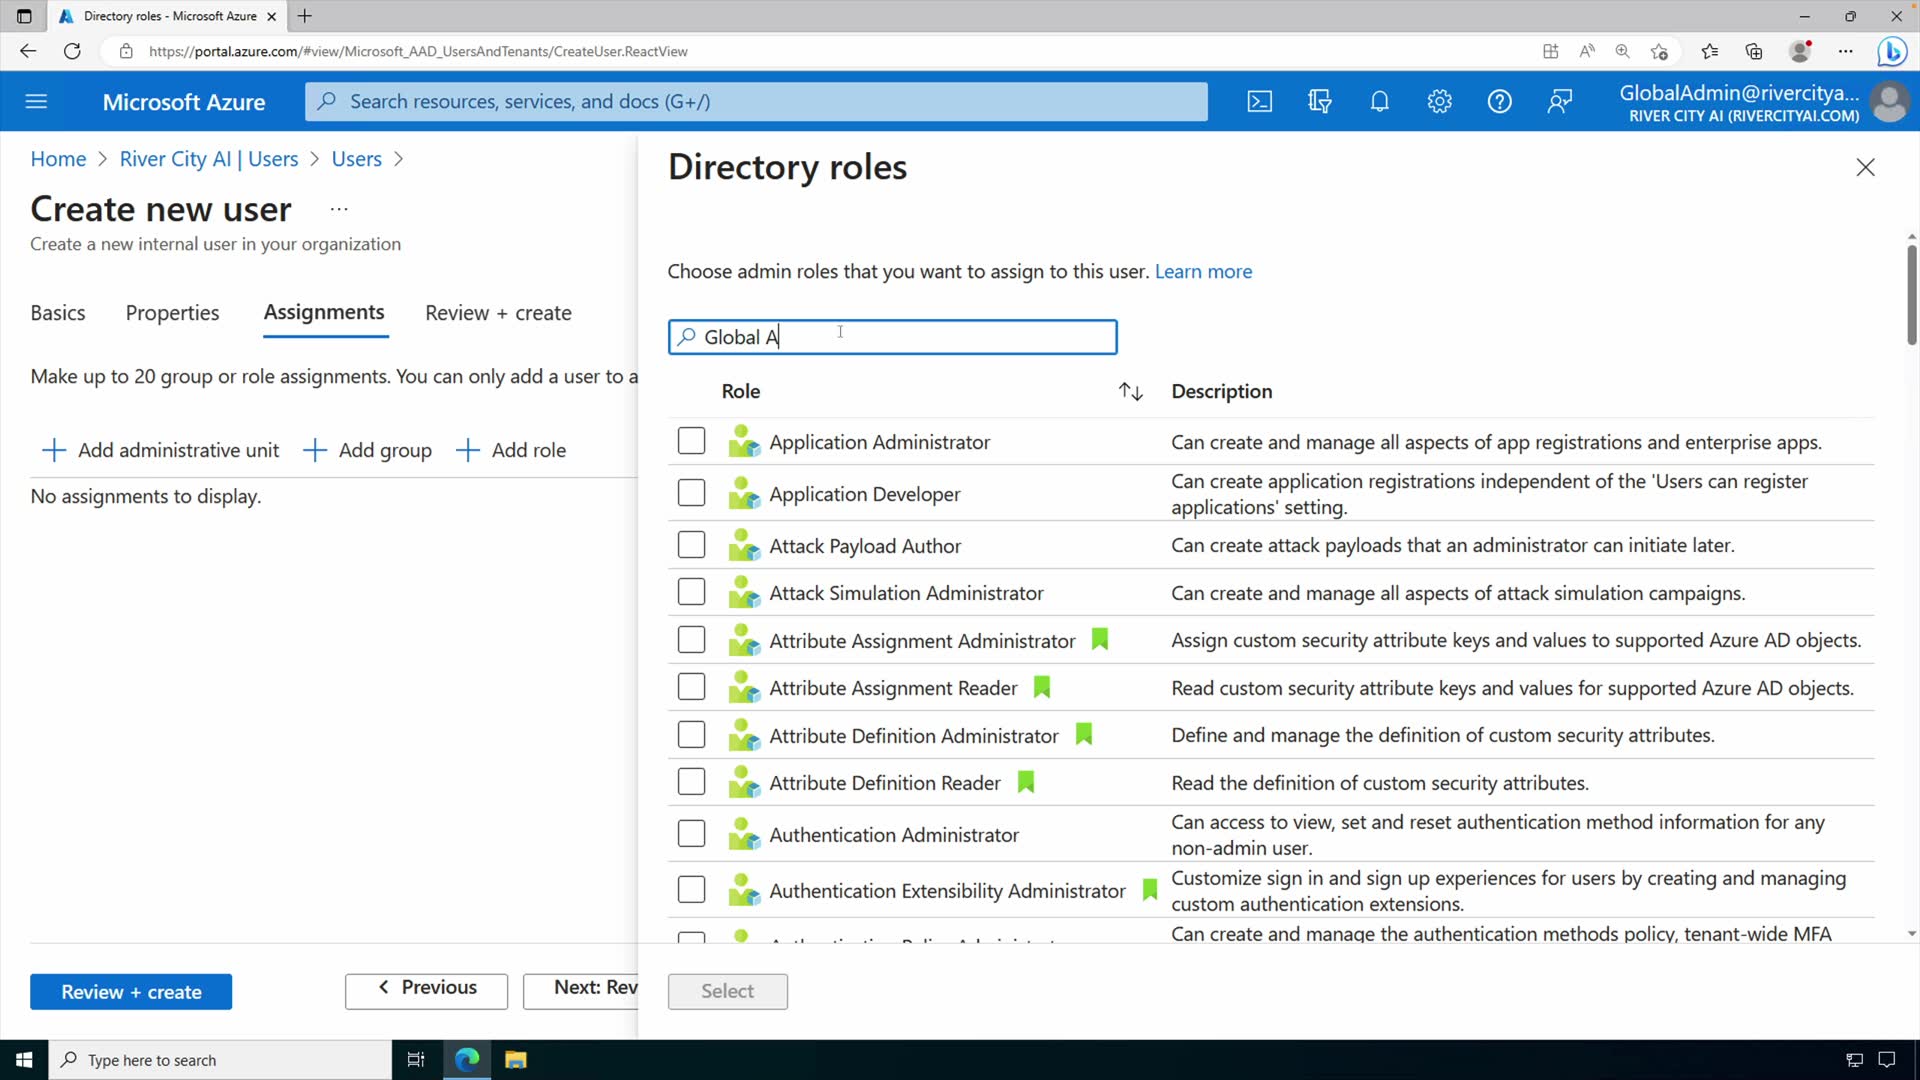 Directory roles - Microsoft Azure
https://portal.azure.com/#view/Microsoft_AAD_UsersAndTenants/CreateUser.ReactView
Microsoft Azure
Search resources, services, and docs (G+/)
GlobalAdmin@rivercitya...
RIVER CITY AI (RIVERCITYAI.COM)
Home > River City AI | Users > Users >
Create new user ...
Create a new internal user in your organization
Basics Properties Assignments Review + create
Make up to 20 group or role assignments. You can only add a user to a
Add administrative unit Add group Add role
No assignments to display.
Review + create
Previous
Next: Rev
Directory roles
Choose admin roles that you want to assign to this user. Learn more
Global A
Role Description
Application Administrator Can create and manage all aspects of app registrations and enterprise apps.
Application Developer Can create application registrations independent of the 'Users can register
applications' setting.
Attack Payload Author Can create attack payloads that an administrator can initiate later.
Attack Simulation Administrator Can create and manage all aspects of attack simulation campaigns.
Attribute Assignment Administrator Assign custom security attribute keys and values to supported Azure AD objects.
Attribute Assignment Reader Read custom security attribute keys and values for supported Azure AD objects.
Attribute Definition Administrator Define and manage the definition of custom security attributes.
Attribute Definition Reader Read the definition of custom security attributes.
Authentication Administrator Can access to view, set and reset authentication method information for any
non-admin user.
Authentication Extensibility Administrator Customize sign in and sign up experiences for users by creating and managing
custom authentication extensions.
Can create and manage the authentication methods policy, tenant-wide MFA
Select
Type here to search